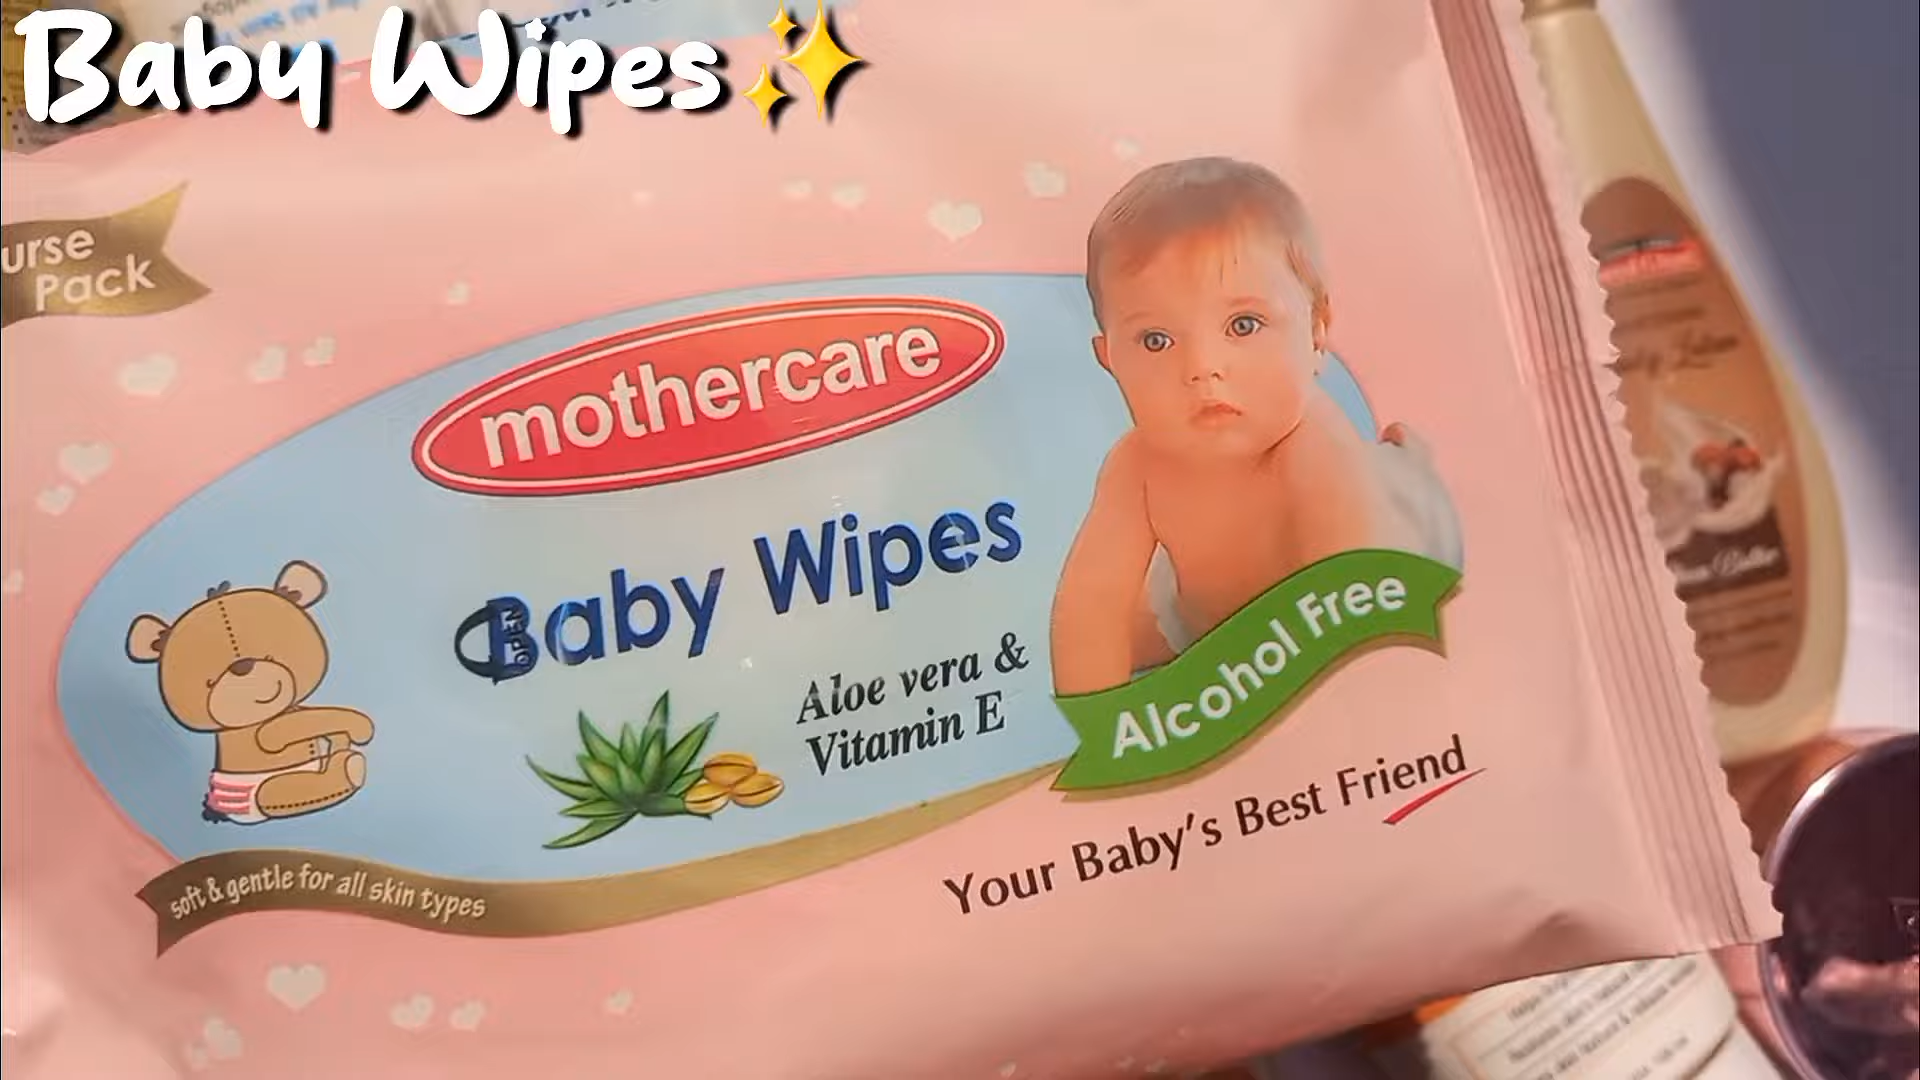 Baby Wipes✨
urse
Pack
mothercare
Baby Wipes
OPEN
Aloe vera &
Vitamin E
Alcohol Free
Your Baby's Best Friend
soft & gentle for all skin types